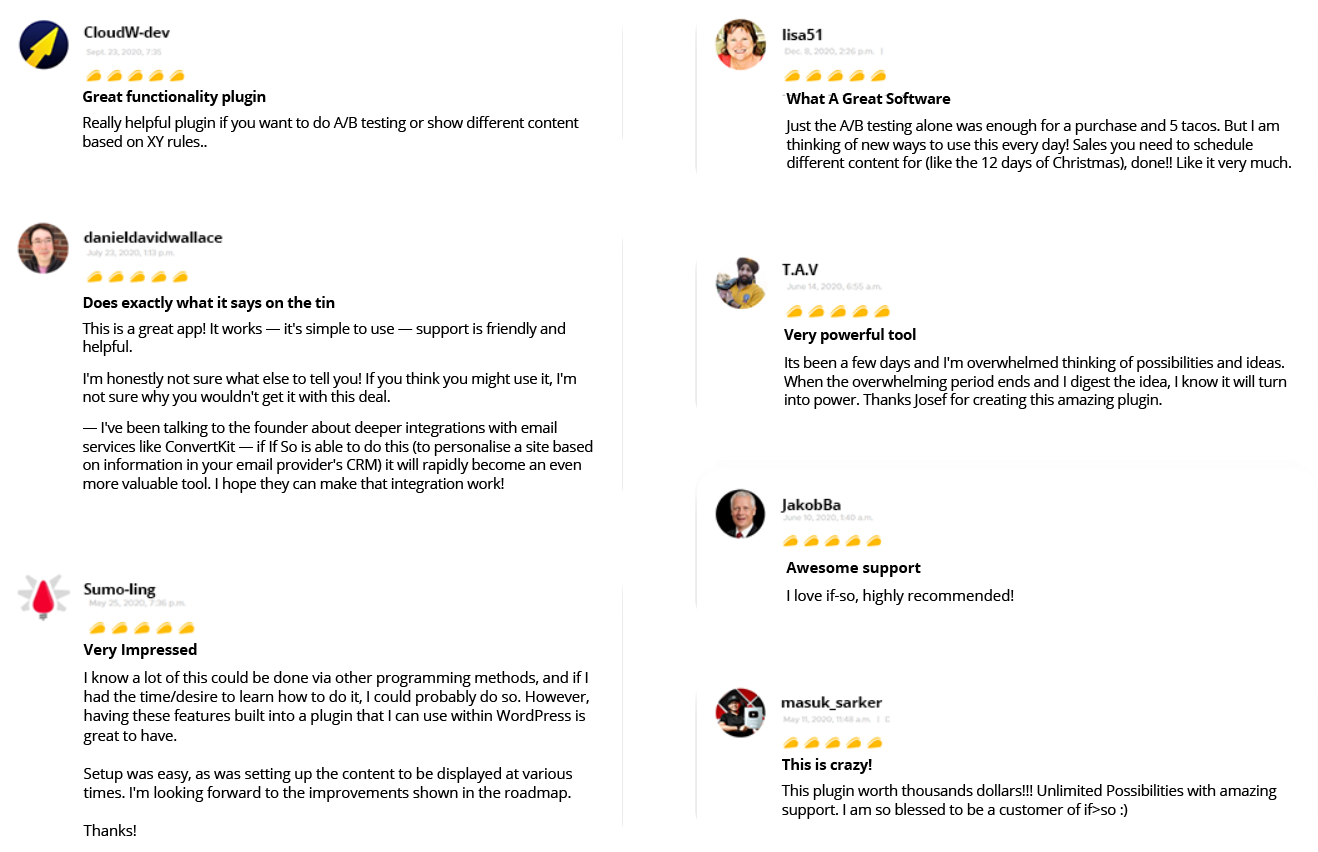 CloudW-dev
Sept. 23, 2020, 7:35
Great functionality plugin
Really helpful plugin if you want to do A/B testing or show different content
based on XY rules..
danieldavidwallace
July 23, 2020, 1:13 p.m.
Does exactly what it says on the tin
This is a great app! It works — it's simple to use — support is friendly and
helpful.
I'm honestly not sure what else to tell you! If you think you might use it, I'm
not sure why you wouldn't get it with this deal.
— I've been talking to the founder about deeper integrations with email
services like ConvertKit — if If So is able to do this (to personalise a site based
on information in your email provider's CRM) it will rapidly become an even
more valuable tool. I hope they can make that integration work!
Sumo-ling
May 25, 2020, 7:36 p.m.
Very Impressed
I know a lot of this could be done via other programming methods, and if I
had the time/desire to learn how to do it, I could probably do so. However,
having these features built into a plugin that I can use within WordPress is
great to have.
Setup was easy, as was setting up the content to be displayed at various
times. I'm looking forward to the improvements shown in the roadmap.
Thanks!
lisa51
Dec. 8, 2020, 2:26 p.m.
What A Great Software
Just the A/B testing alone was enough for a purchase and 5 tacos. But I am
thinking of new ways to use this every day! Sales you need to schedule
different content for (like the 12 days of Christmas), done!! Like it very much.
T.A.V
June 14, 2020, 6:55 a.m.
Very powerful tool
Its been a few days and I'm overwhelmed thinking of possibilities and ideas.
When the overwhelming period ends and I digest the idea, I know it will turn
into power. Thanks Josef for creating this amazing plugin.
JakobBa
June 10, 2020, 1:40 a.m.
Awesome support
I love if-so, highly recommended!
masuk_sarker
May 11, 2020, 11:48 a.m.
This is crazy!
This plugin worth thousands dollars!!! Unlimited Possibilities with amazing
support. I am so blessed to be a customer of if>so :)